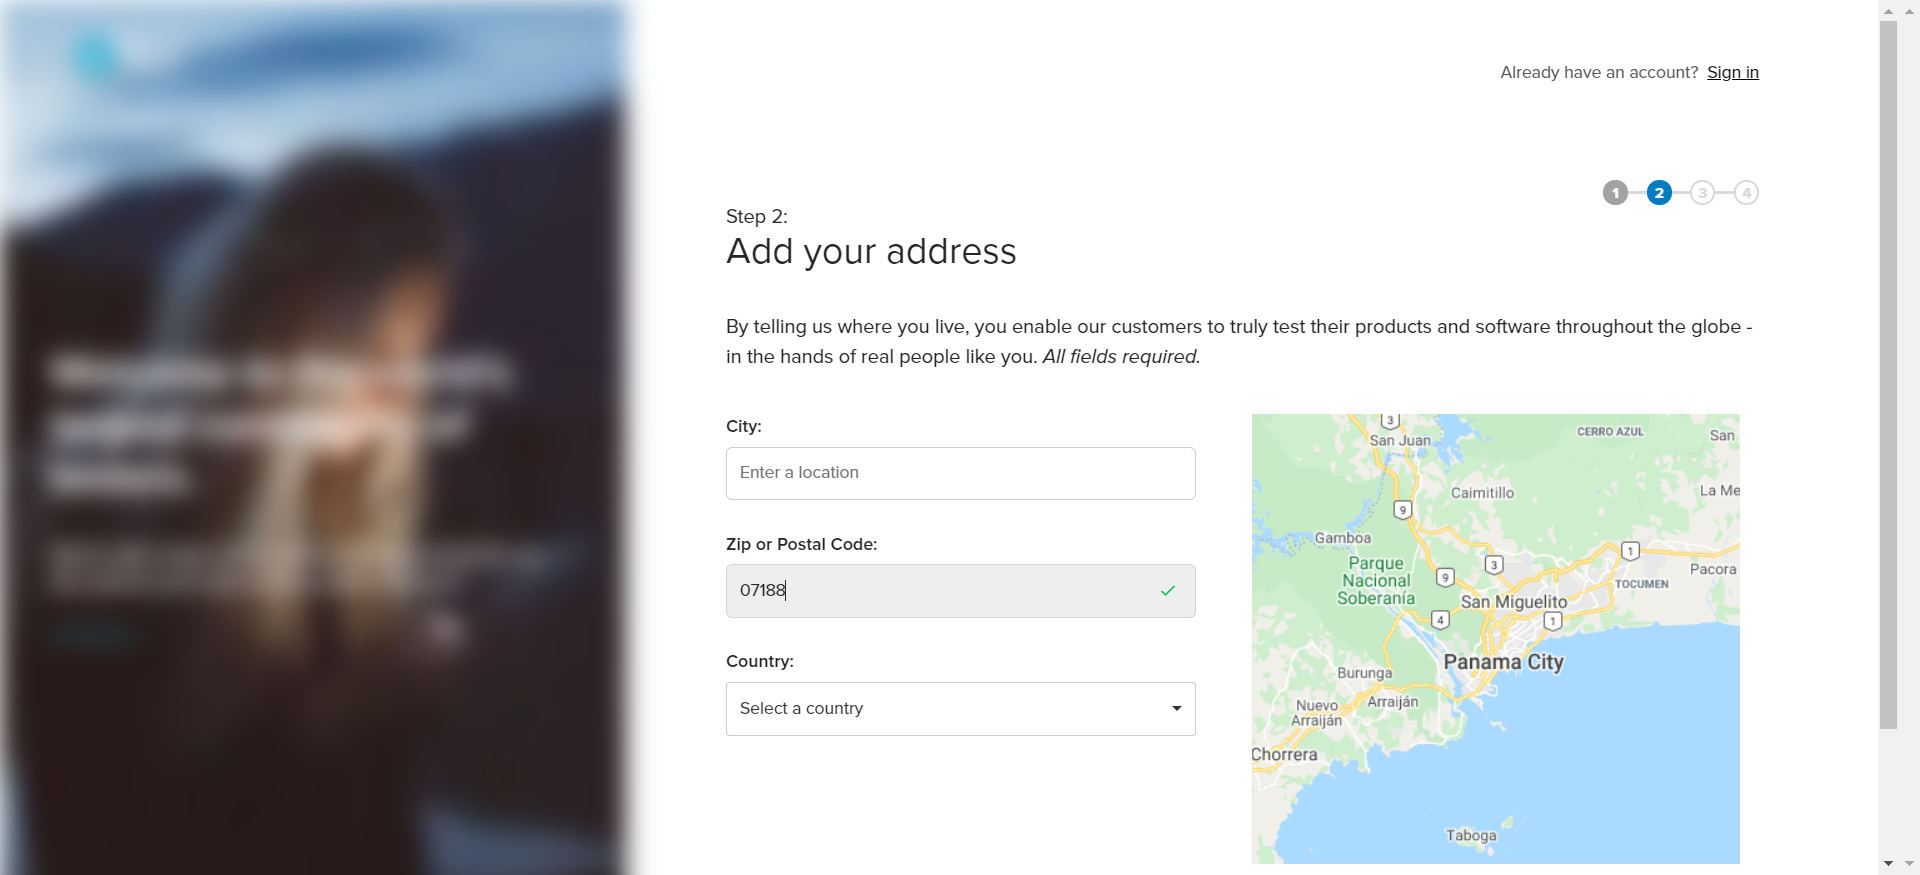 Already have an account? Sign in
1 2 3 4
Step 2:
Add your address
By telling us where you live, you enable our customers to truly test their products and software throughout the globe -
in the hands of real people like you. All fields required.
City:
Enter a location
Zip or Postal Code:
07188
Country:
Select a country
3
San Juan
CERRO AZUL
San
Caimitillo
La Me
9
Gamboa
1
Parque
Nacional
Soberanía
3
9
Pacora
TOCUMEN
San Miguelito
4
1
Panama City
Burunga
Arraiján
Nuevo
Arraiján
Chorrera
Taboga